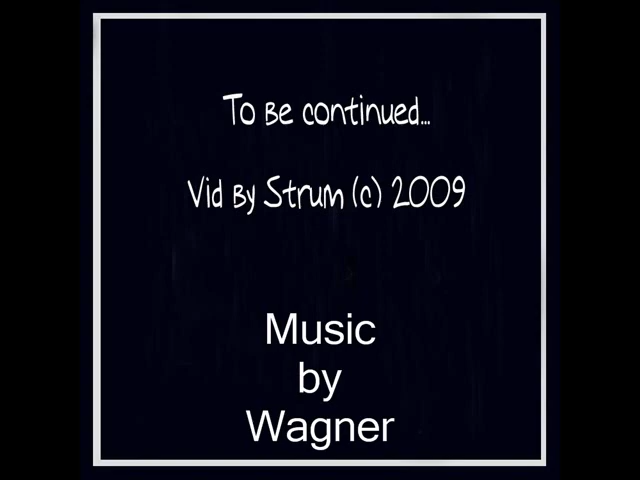 To be continued...
Vid by Strum (c) 2009
Music
by
Wagner